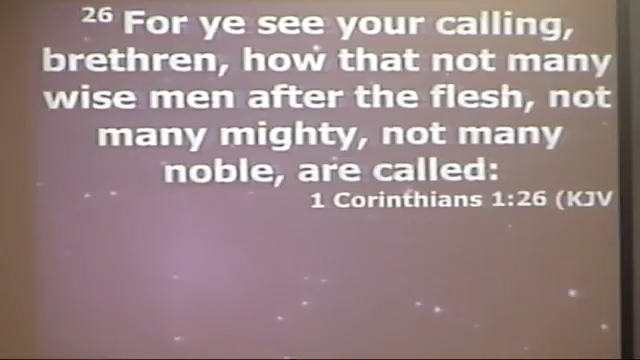 26 For ye see your calling,
brethren, how that not many
wise men after the flesh, not
many mighty, not many
noble, are called:
1 Corinthians 1:26 (KJV